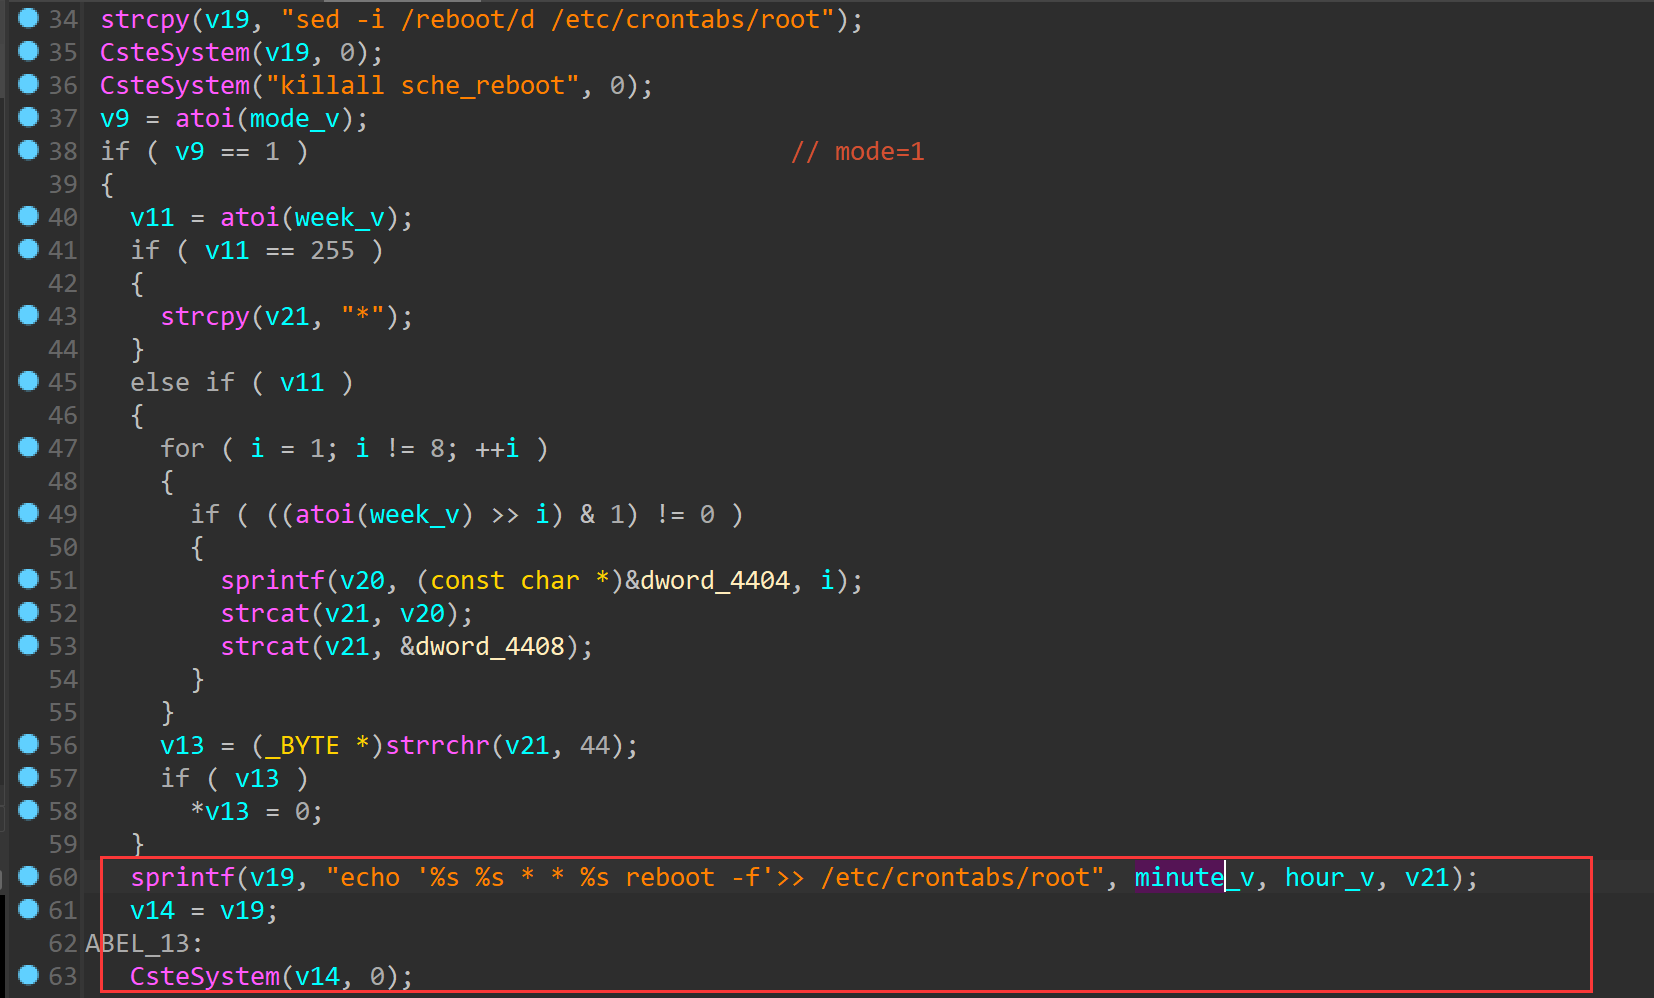 34 strcpy(v19, "sed -i /reboot/d /etc/crontabs/root");
35 CsteSystem(v19, 0);
36 CsteSystem("killall sche_reboot", 0);
37 v9 = atoi(mode_v);
38 if ( v9 == 1 ) // mode=1
39 {
40 v11 = atoi(week_v);
41 if ( v11 == 255 )
42 {
43 strcpy(v21, "*");
44 }
45 else if ( v11 )
46 {
47 for ( i = 1; i != 8; ++i )
48 {
49 if ( ((atoi(week_v) >> i) & 1) != 0 )
50 {
51 sprintf(v20, (const char *)&dword_4404, i);
52 strcat(v21, v20);
53 strcat(v21, &dword_4408);
54 }
55 }
56 v13 = (_BYTE *)strrchr(v21, 44);
57 if ( v13 )
58 *v13 = 0;
59 }
60 sprintf(v19, "echo '%s %s * * %s reboot -f'>> /etc/crontabs/root", minute_v, hour_v, v21);
61 v14 = v19;
62 ABEL_13:
63 CsteSystem(v14, 0);